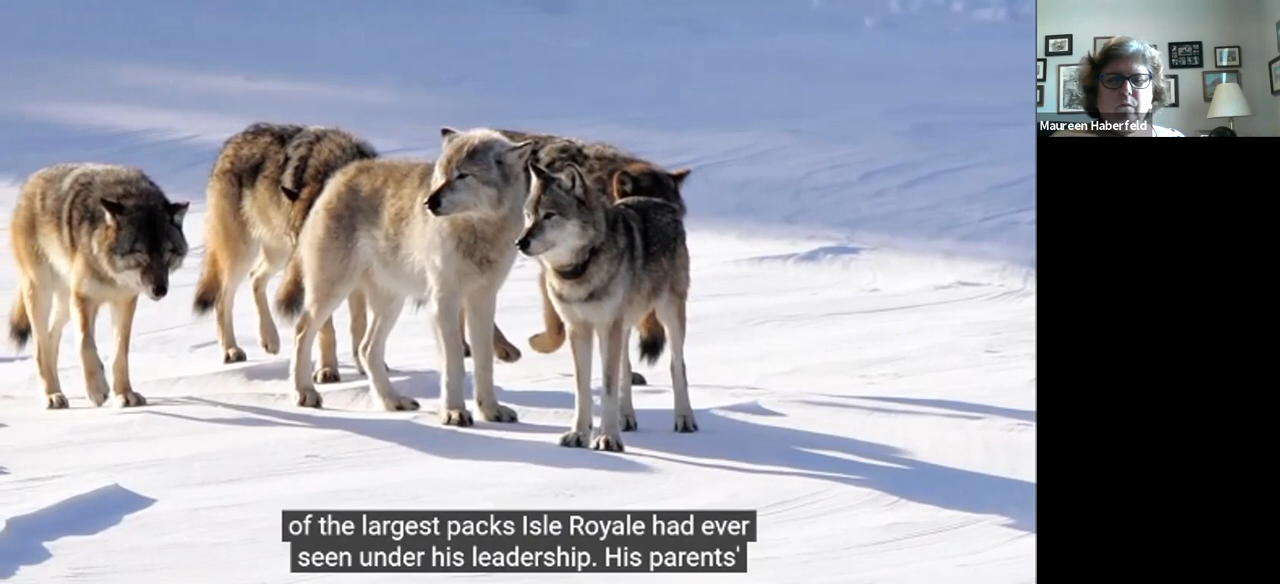 Maureen Haberfeld
of the largest packs Isle Royale had ever
seen under his leadership. His parents'